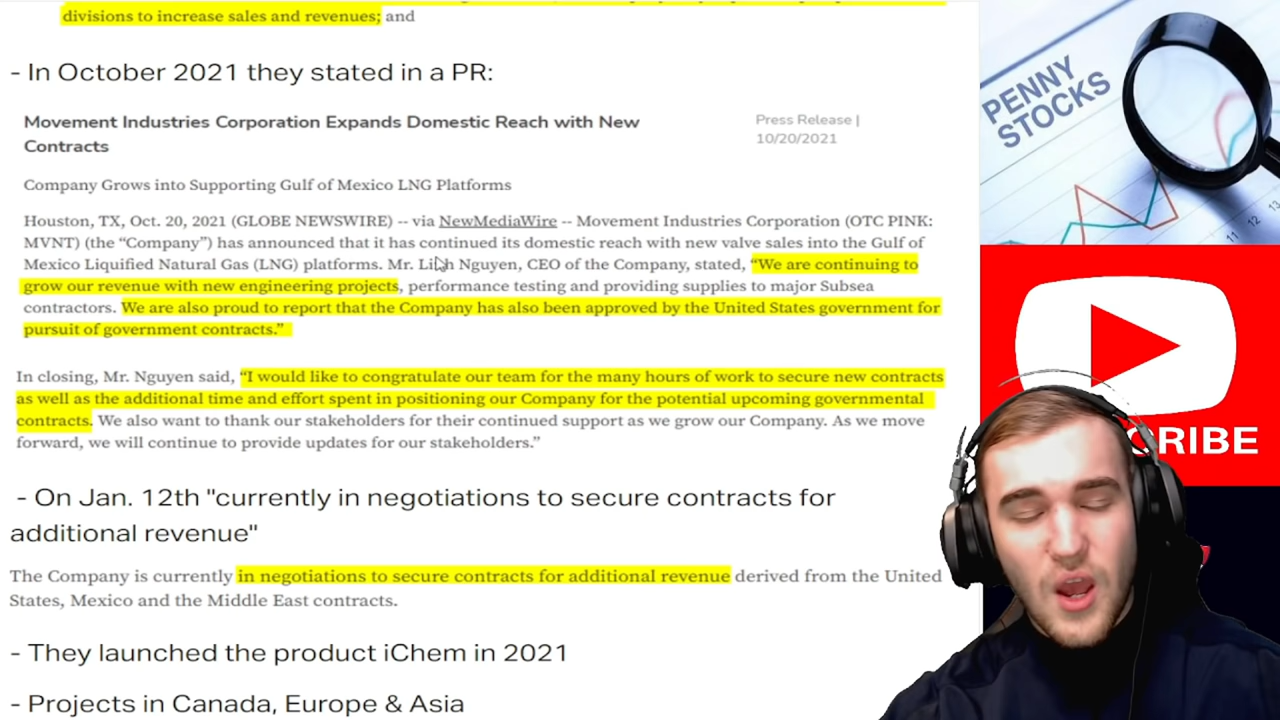 divisions to increase sales and revenues; and
- In October 2021 they stated in a PR:
Movement Industries Corporation Expands Domestic Reach with New
Contracts
Press Release |
10/20/2021
Company Grows into Supporting Gulf of Mexico LNG Platforms
Houston, TX, Oct. 20, 2021 (GLOBE NEWSWIRE) -- via NewMediaWire -- Movement Industries Corporation (OTC PINK:
MVNT) (the “Company”) has announced that it has continued its domestic reach with new valve sales into the Gulf of
Mexico Liquified Natural Gas (LNG) platforms. Mr. Linh Nguyen, CEO of the Company, stated, “We are continuing to
grow our revenue with new engineering projects, performance testing and providing supplies to major Subsea
contractors. We are also proud to report that the Company has also been approved by the United States government for
pursuit of government contracts.”
In closing, Mr. Nguyen said, “I would like to congratulate our team for the many hours of work to secure new contracts
as well as the additional time and effort spent in positioning our Company for the potential upcoming governmental
contracts. We also want to thank our stakeholders for their continued support as we grow our Company. As we move
forward, we will continue to provide updates for our stakeholders.”
- On Jan. 12th "currently in negotiations to secure contracts for
additional revenue"
The Company is currently in negotiations to secure contracts for additional revenue derived from the United
States, Mexico and the Middle East contracts.
- They launched the product iChem in 2021
- Projects in Canada, Europe & Asia
PENNY
STOCKS
11 12 13
CRIBE